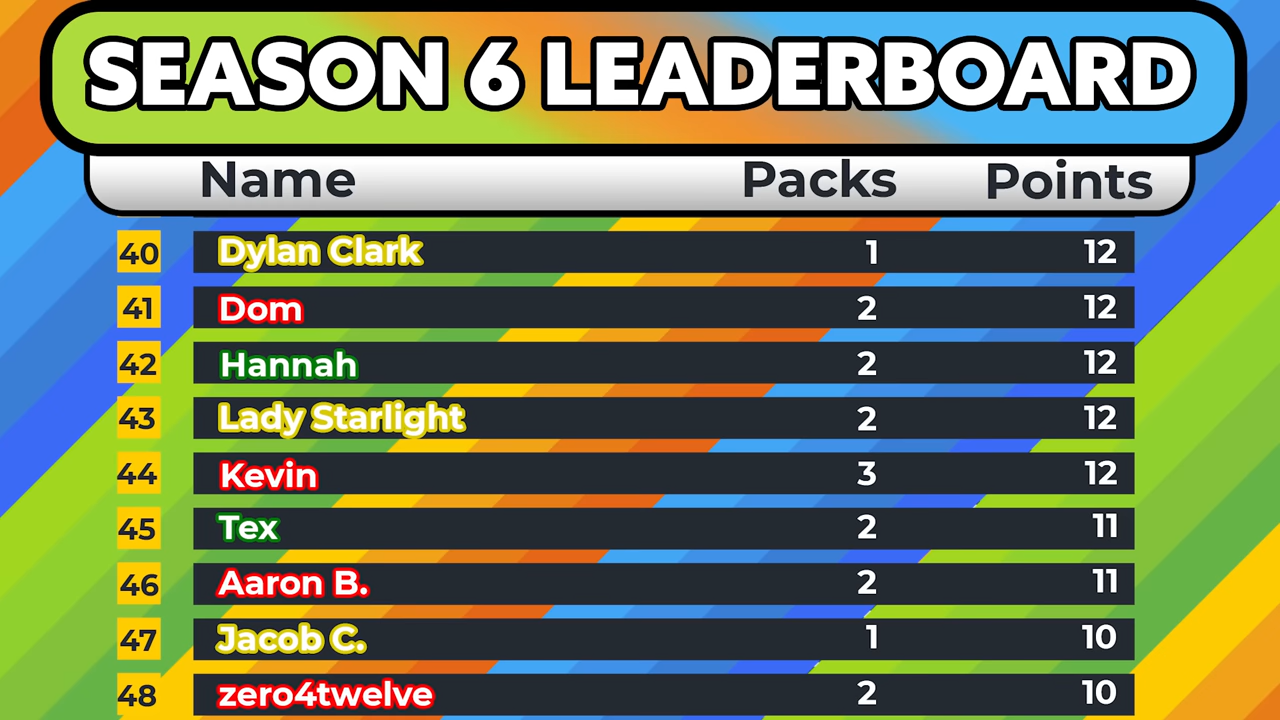 SEASON 6 LEADERBOARD
Name Packs Points
40 Dylan Clark 1 12
41 Dom 2 12
42 Hannah 2 12
43 Lady Starlight 2 12
44 Kevin 3 12
45 Tex 2 11
46 Aaron B. 2 11
47 Jacob C. 1 10
48 zero4twelve 2 10